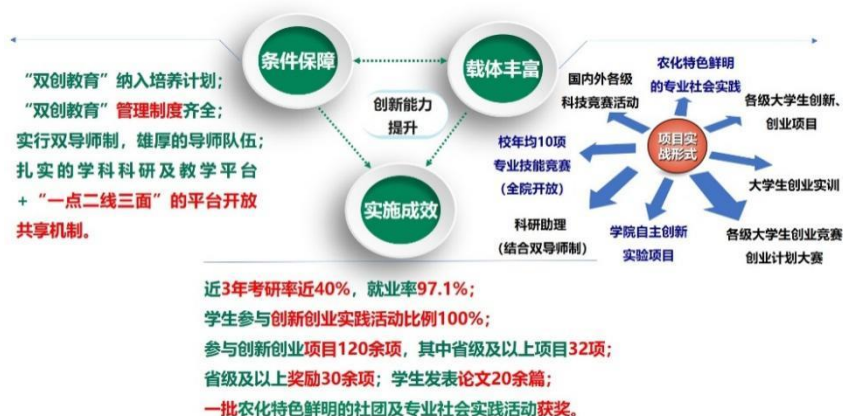 条件保障
载体丰富
创新能力
提升
实施成效
“双创教育”纳入培养计划；
“双创教育”管理制度齐全；
实行双导师制，雄厚的导师队伍；
扎实的学科科研及教学平台
+“一点二线三面”的平台开放
共享机制。
国内外各级
科技竞赛活动
农化特色鲜明
的专业社会实践
各级大学生创新、
创业项目
校年均10项
专业技能竞赛
（全院开放）
项目实
战形式
大学生创业实训
科研助理
（结合双导师制）
学院自主创新
实验项目
各级大学生创业竞赛
创业计划大赛
近3年考研率近40%，就业率97.1%；
学生参与创新创业实践活动比例100%；
参与创新创业项目120余项，其中省级及以上项目32项；
省级及以上奖励30余项；学生发表论文20余篇；
一批农化特色鲜明的社团及专业社会实践活动获奖。